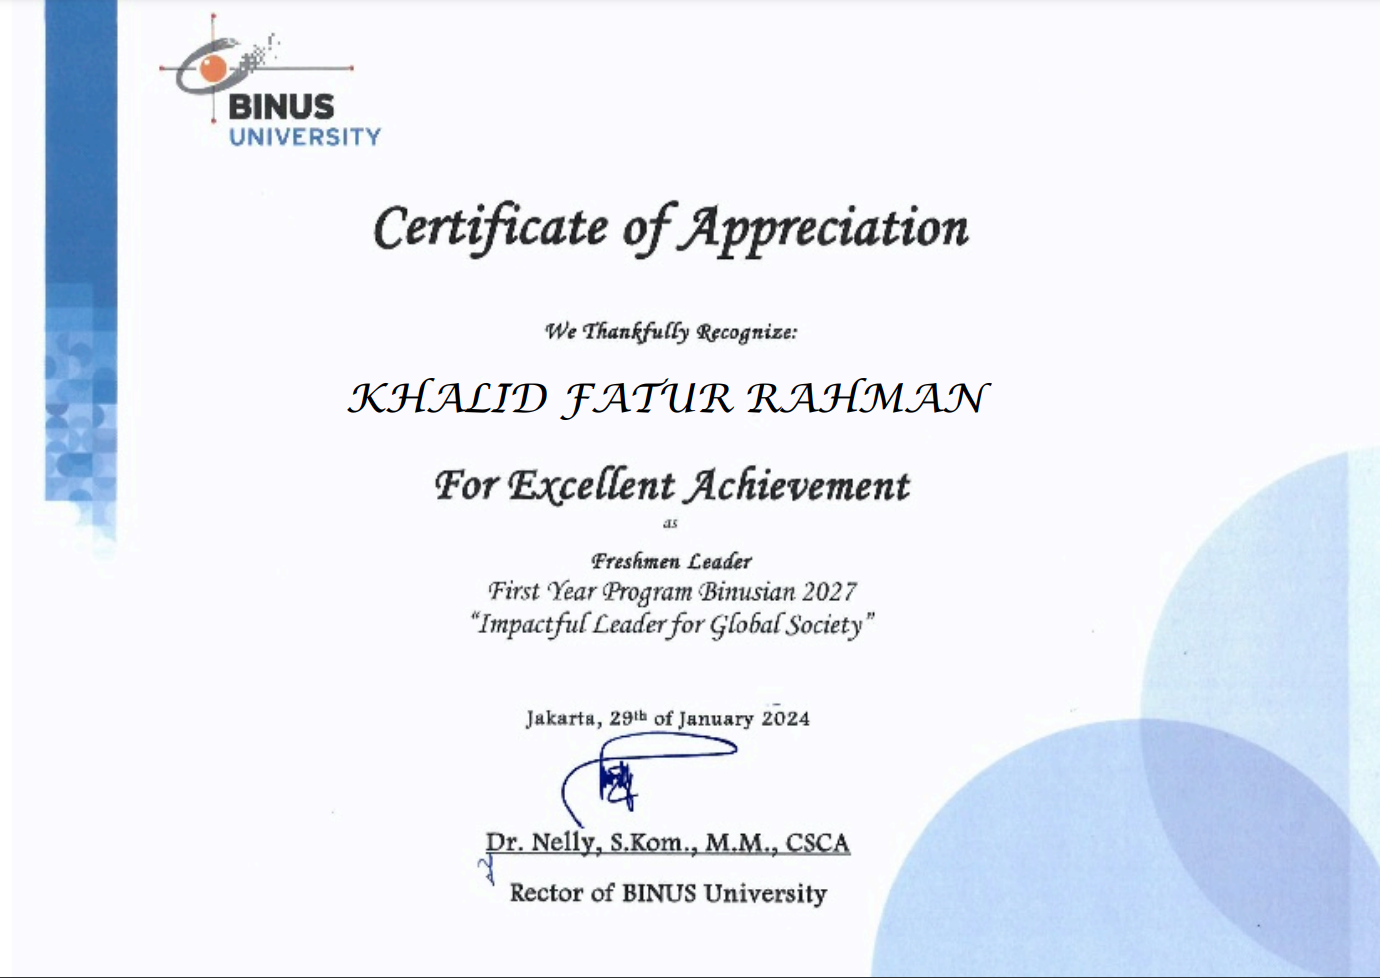 BINUS
UNIVERSITY
Certificate of Appreciation
We Thankfully Recognize:
KHALID FATUR RAHMAN
For Excellent Achievement
as
Freshmen Leader
First Year Program Binusian 2027
“Impactful Leader for Global Society”
Jakarta, 29th of January 2024
Dr. Nelly, S.Kom., M.M., CSCA
Rector of BINUS University